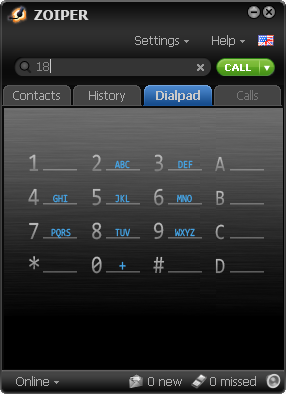 ZOIPER
Settings Help
18 CALL
Contacts History Dialpad Calls
1 2 ABC 3 DEF A
4 GHI 5 JKL 6 MNO B
7 PQRS 8 TUV 9 WXYZ C
* 0 + # D
Online 0 new 0 missed